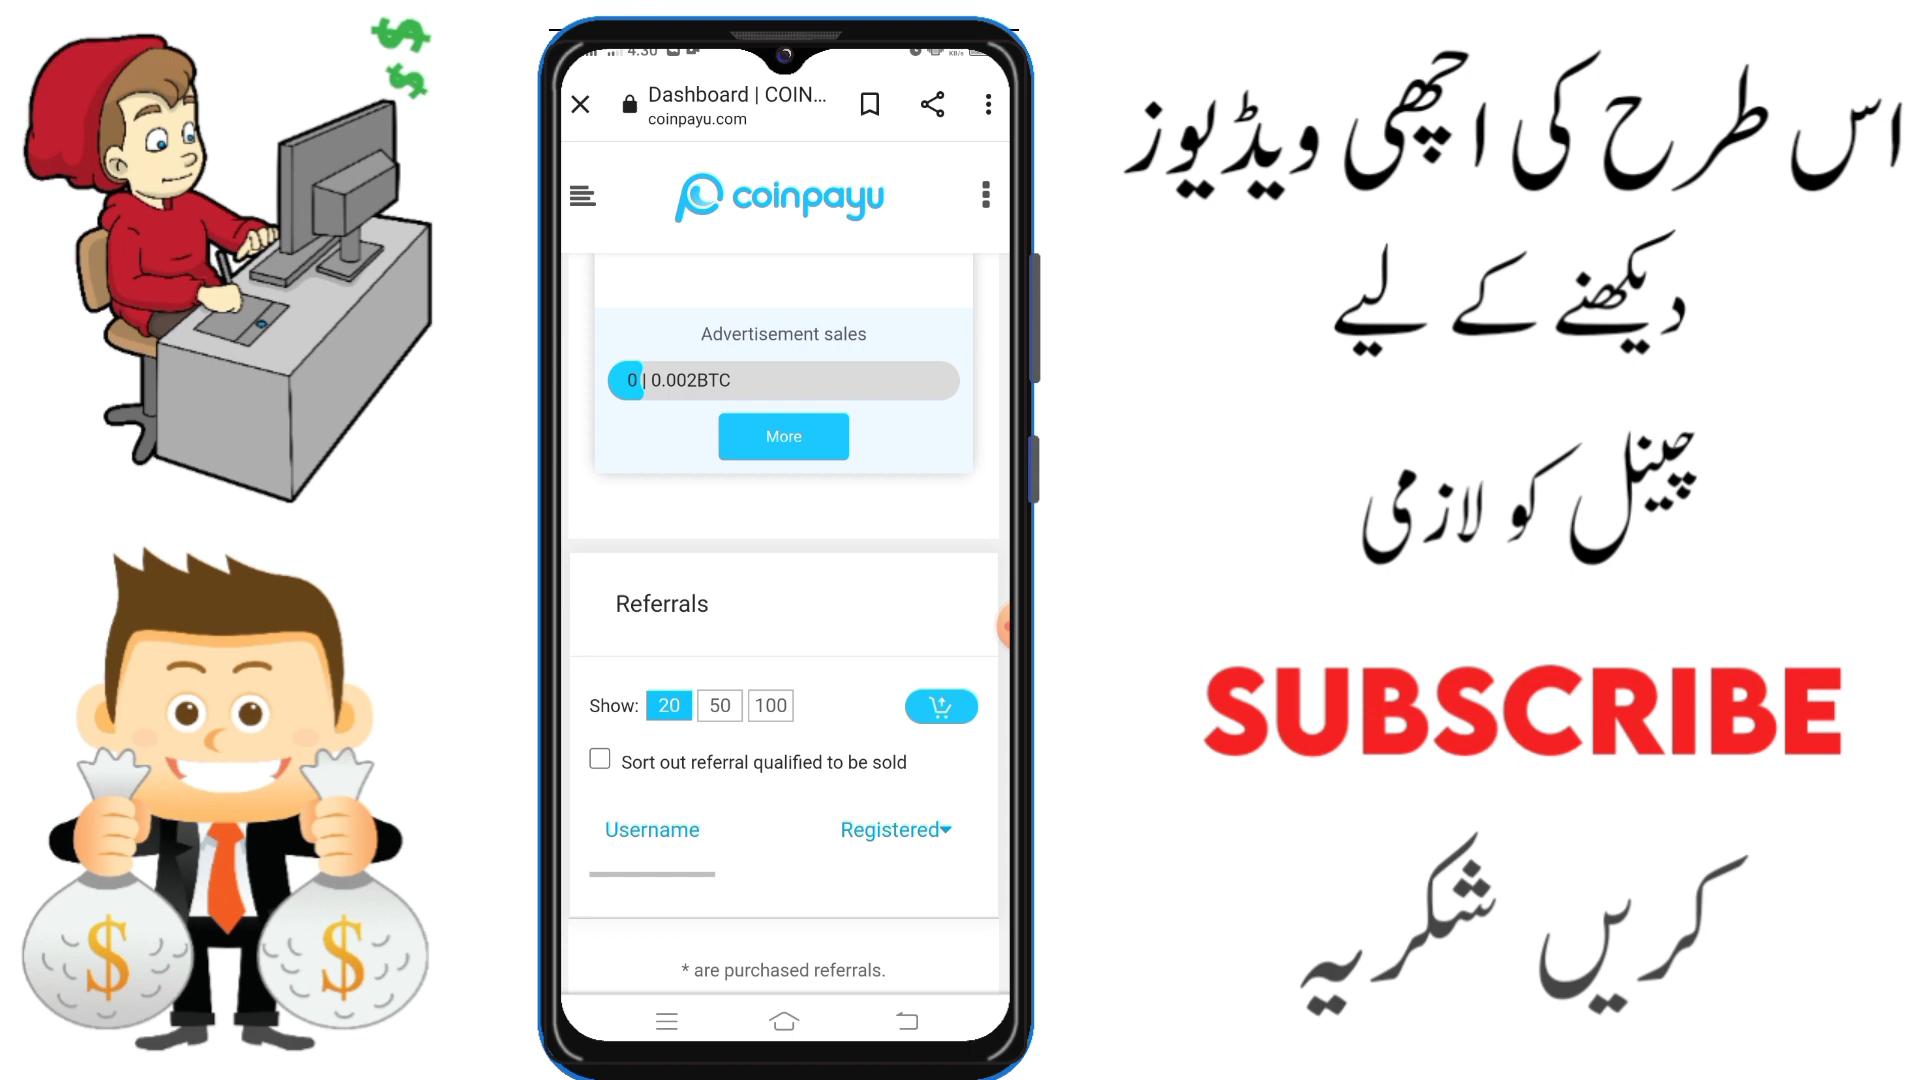 4:30
Dashboard | COIN...
coinpayu.com
coinpayu
Advertisement sales
0 | 0.002BTC
More
Referrals
Show: 20 50 100
Sort out referral qualified to be sold
Username Registered
* are purchased referrals.
اس طرح کی اچھی ویڈیوز
دیکھنے کے لیے
چینل کو لازمی
SUBSCRIBE
کریں شکریہ
$
$
$ $